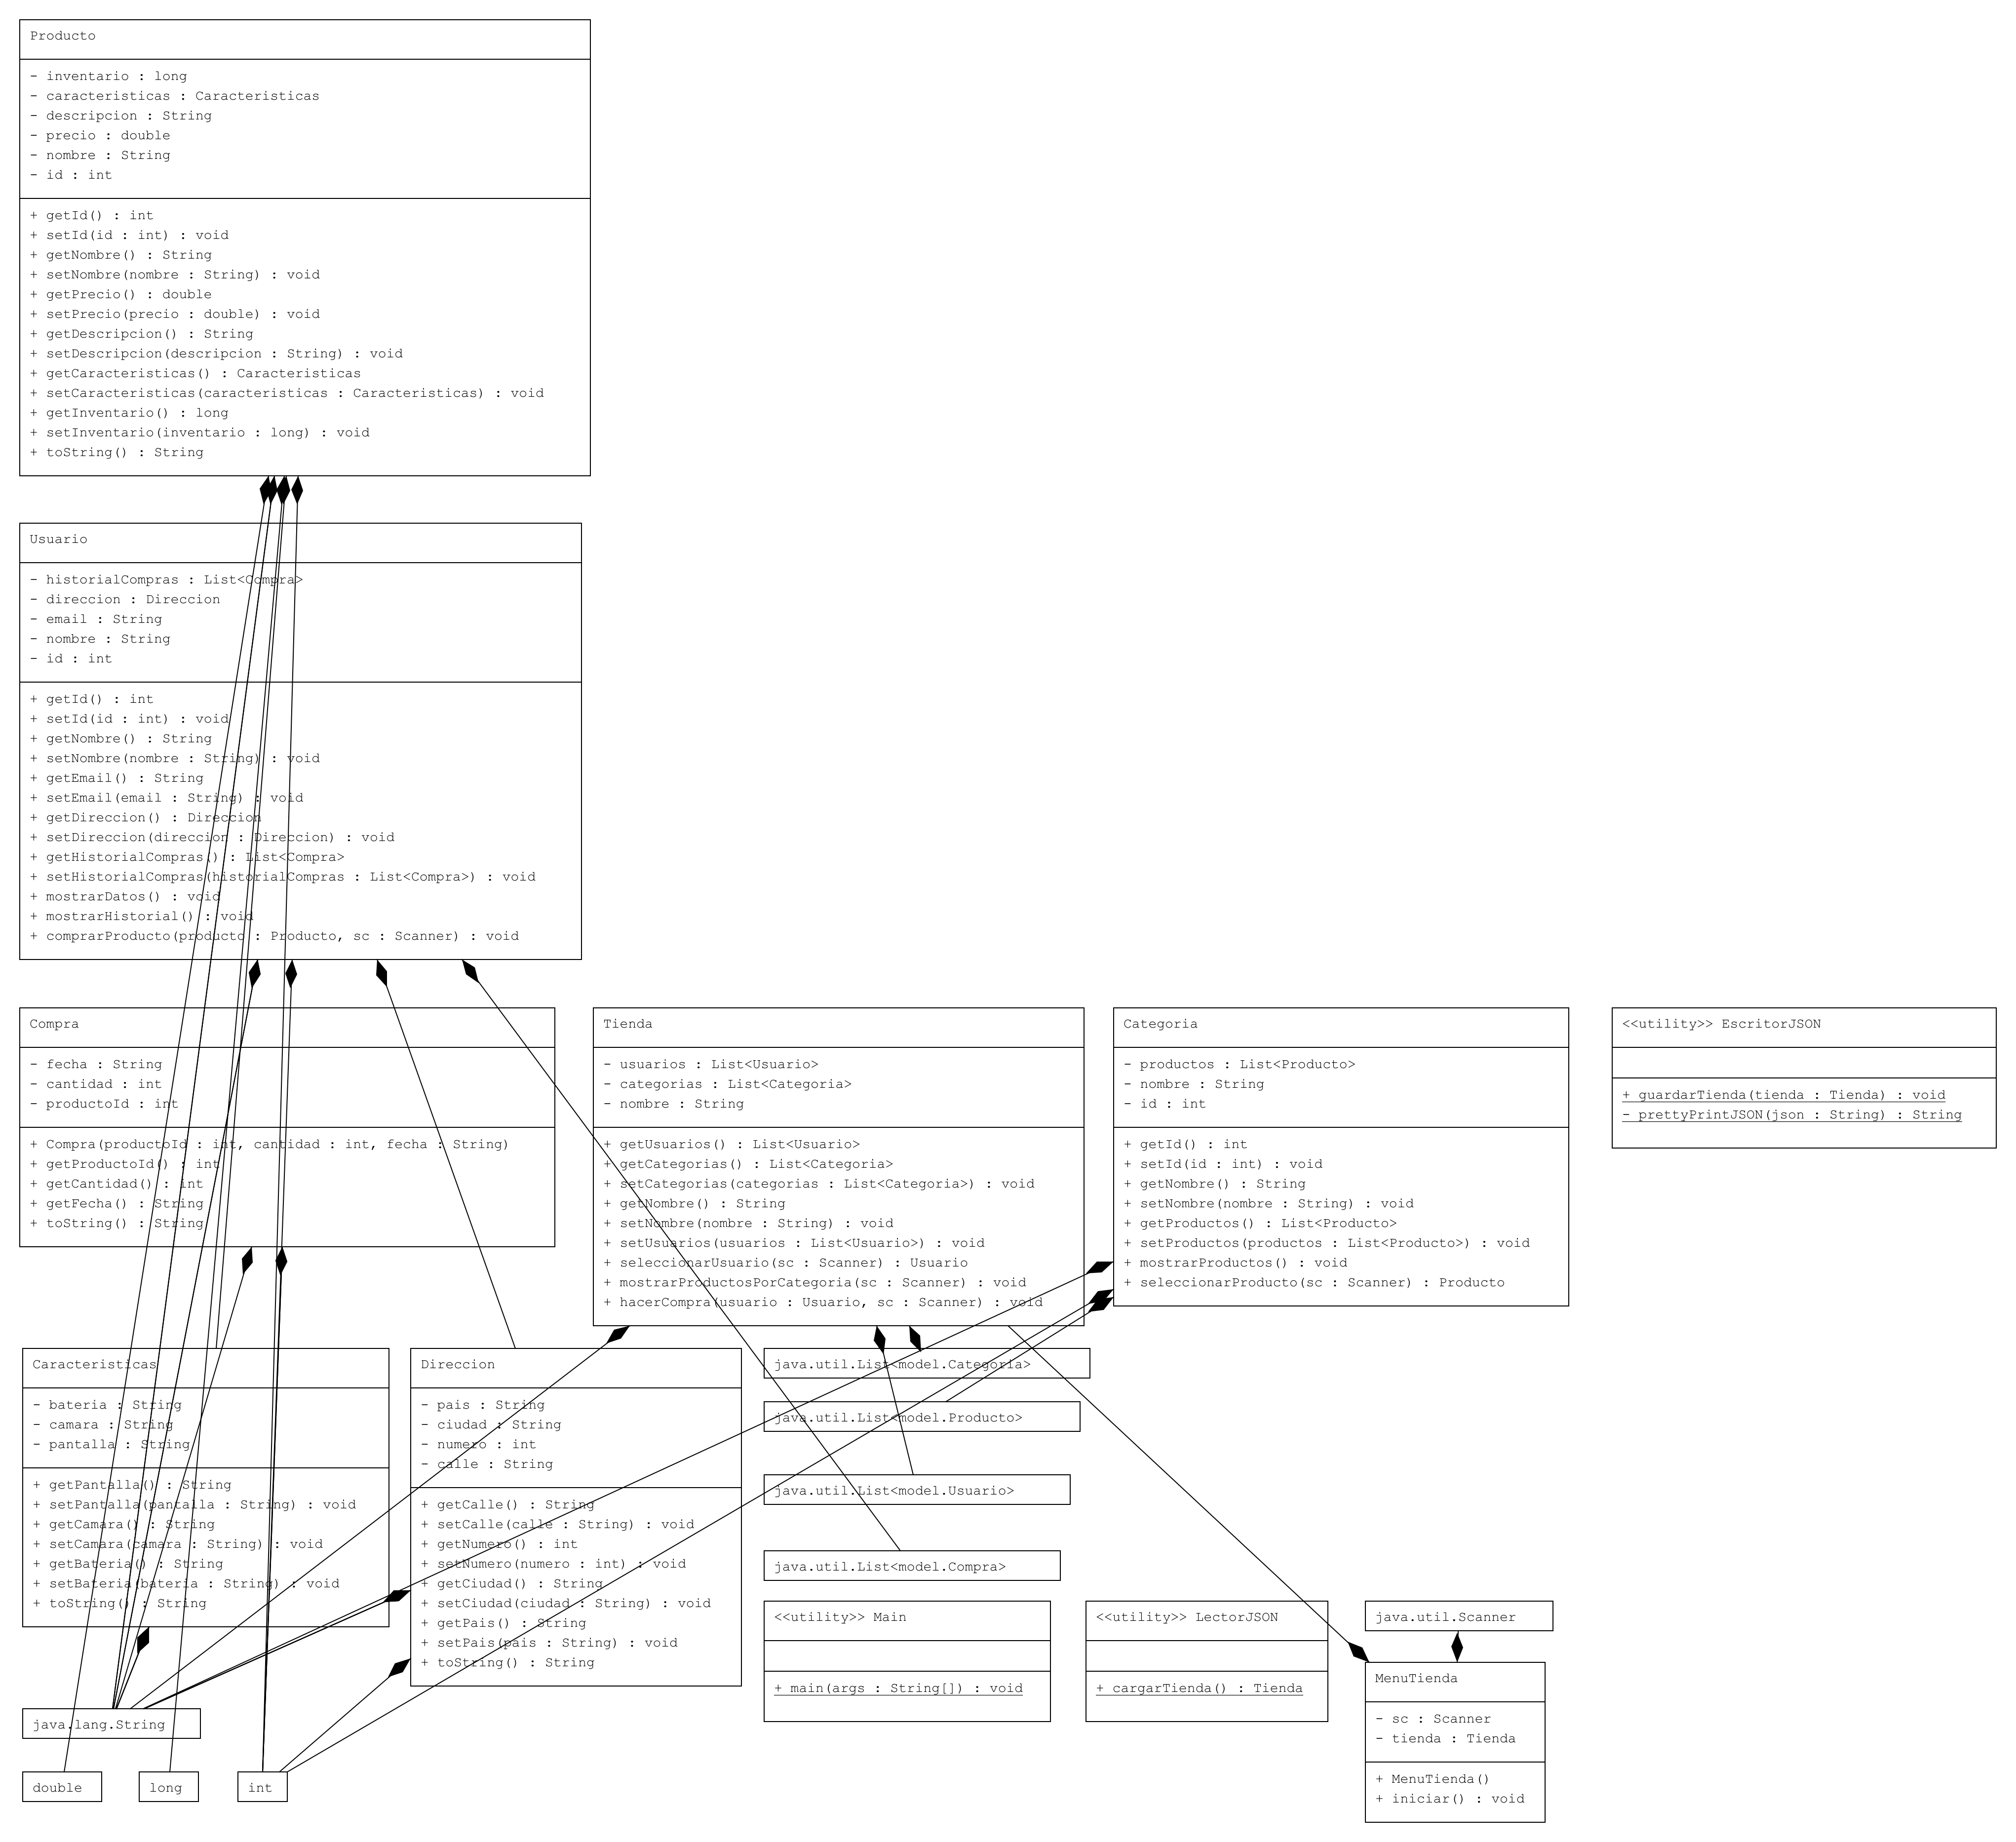 Producto
- inventario : long
- caracteristicas : Caracteristicas
- descripcion : String
- precio : double
- nombre : String
- id : int
+ getId() : int
+ setId(id : int) : void
+ getNombre() : String
+ setNombre(nombre : String) : void
+ getPrecio() : double
+ setPrecio(precio : double) : void
+ getDescripcion() : String
+ setDescripcion(descripcion : String) : void
+ getCaracteristicas() : Caracteristicas
+ setCaracteristicas(caracteristicas : Caracteristicas) : void
+ getInventario() : long
+ setInventario(inventario : long) : void
+ toString() : String
Usuario
- historialCompras : List<Compra>
- direccion : Direccion
- email : String
- nombre : String
- id : int
+ getId() : int
+ setId(id : int) : void
+ getNombre() : String
+ setNombre(nombre : String) : void
+ getEmail() : String
+ setEmail(email : String) : void
+ getDireccion() : Direccion
+ setDireccion(direccion : Direccion) : void
+ getHistorialCompras() : List<Compra>
+ setHistorialCompras(historialCompras : List<Compra>) : void
+ mostrarDatos() : void
+ mostrarHistorial() : void
+ comprarProducto(producto : Producto, sc : Scanner) : void
Compra
- fecha : String
- cantidad : int
- productoId : int
+ Compra(productoId : int, cantidad : int, fecha : String)
+ getProductoId() : int
+ getCantidad() : int
+ getFecha() : String
+ toString() : String
Tienda
- usuarios : List<Usuario>
- categorias : List<Categoria>
- nombre : String
+ getUsuarios() : List<Usuario>
+ getCategorias() : List<Categoria>
+ setCategorias(categorias : List<Categoria>) : void
+ getNombre() : String
+ setNombre(nombre : String) : void
+ setUsuarios(usuarios : List<Usuario>) : void
+ seleccionarUsuario(sc : Scanner) : Usuario
+ mostrarProductosPorCategoria(sc : Scanner) : void
+ hacerCompra(usuario : Usuario, sc : Scanner) : void
Categoria
- productos : List<Producto>
- nombre : String
- id : int
+ getId() : int
+ setId(id : int) : void
+ getNombre() : String
+ setNombre(nombre : String) : void
+ getProductos() : List<Producto>
+ setProductos(productos : List<Producto>) : void
+ mostrarProductos() : void
+ seleccionarProducto(sc : Scanner) : Producto
<<utility>> EscritorJSON
+ guardarTienda(tienda : Tienda) : void
- prettyPrintJSON(json : String) : String
Caracteristicas
- bateria : String
- camara : String
- pantalla : String
+ getPantalla() : String
+ setPantalla(pantalla : String) : void
+ getCamara() : String
+ setCamara(camara : String) : void
+ getBateria() : String
+ setBateria(bateria : String) : void
+ toString() : String
Direccion
- pais : String
- ciudad : String
- numero : int
- calle : String
+ getCalle() : String
+ setCalle(calle : String) : void
+ getNumero() : int
+ setNumero(numero : int) : void
+ getCiudad() : String
+ setCiudad(ciudad : String) : void
+ getPais() : String
+ setPais(pais : String) : void
+ toString() : String
java.util.List<model.Categoria>
java.util.List<model.Producto>
java.util.List<model.Usuario>
java.util.List<model.Compra>
<<utility>> Main
+ main(args : String[]) : void
<<utility>> LectorJSON
+ cargarTienda() : Tienda
java.util.Scanner
MenuTienda
- sc : Scanner
- tienda : Tienda
+ MenuTienda()
+ iniciar() : void
java.lang.String
double
long
int